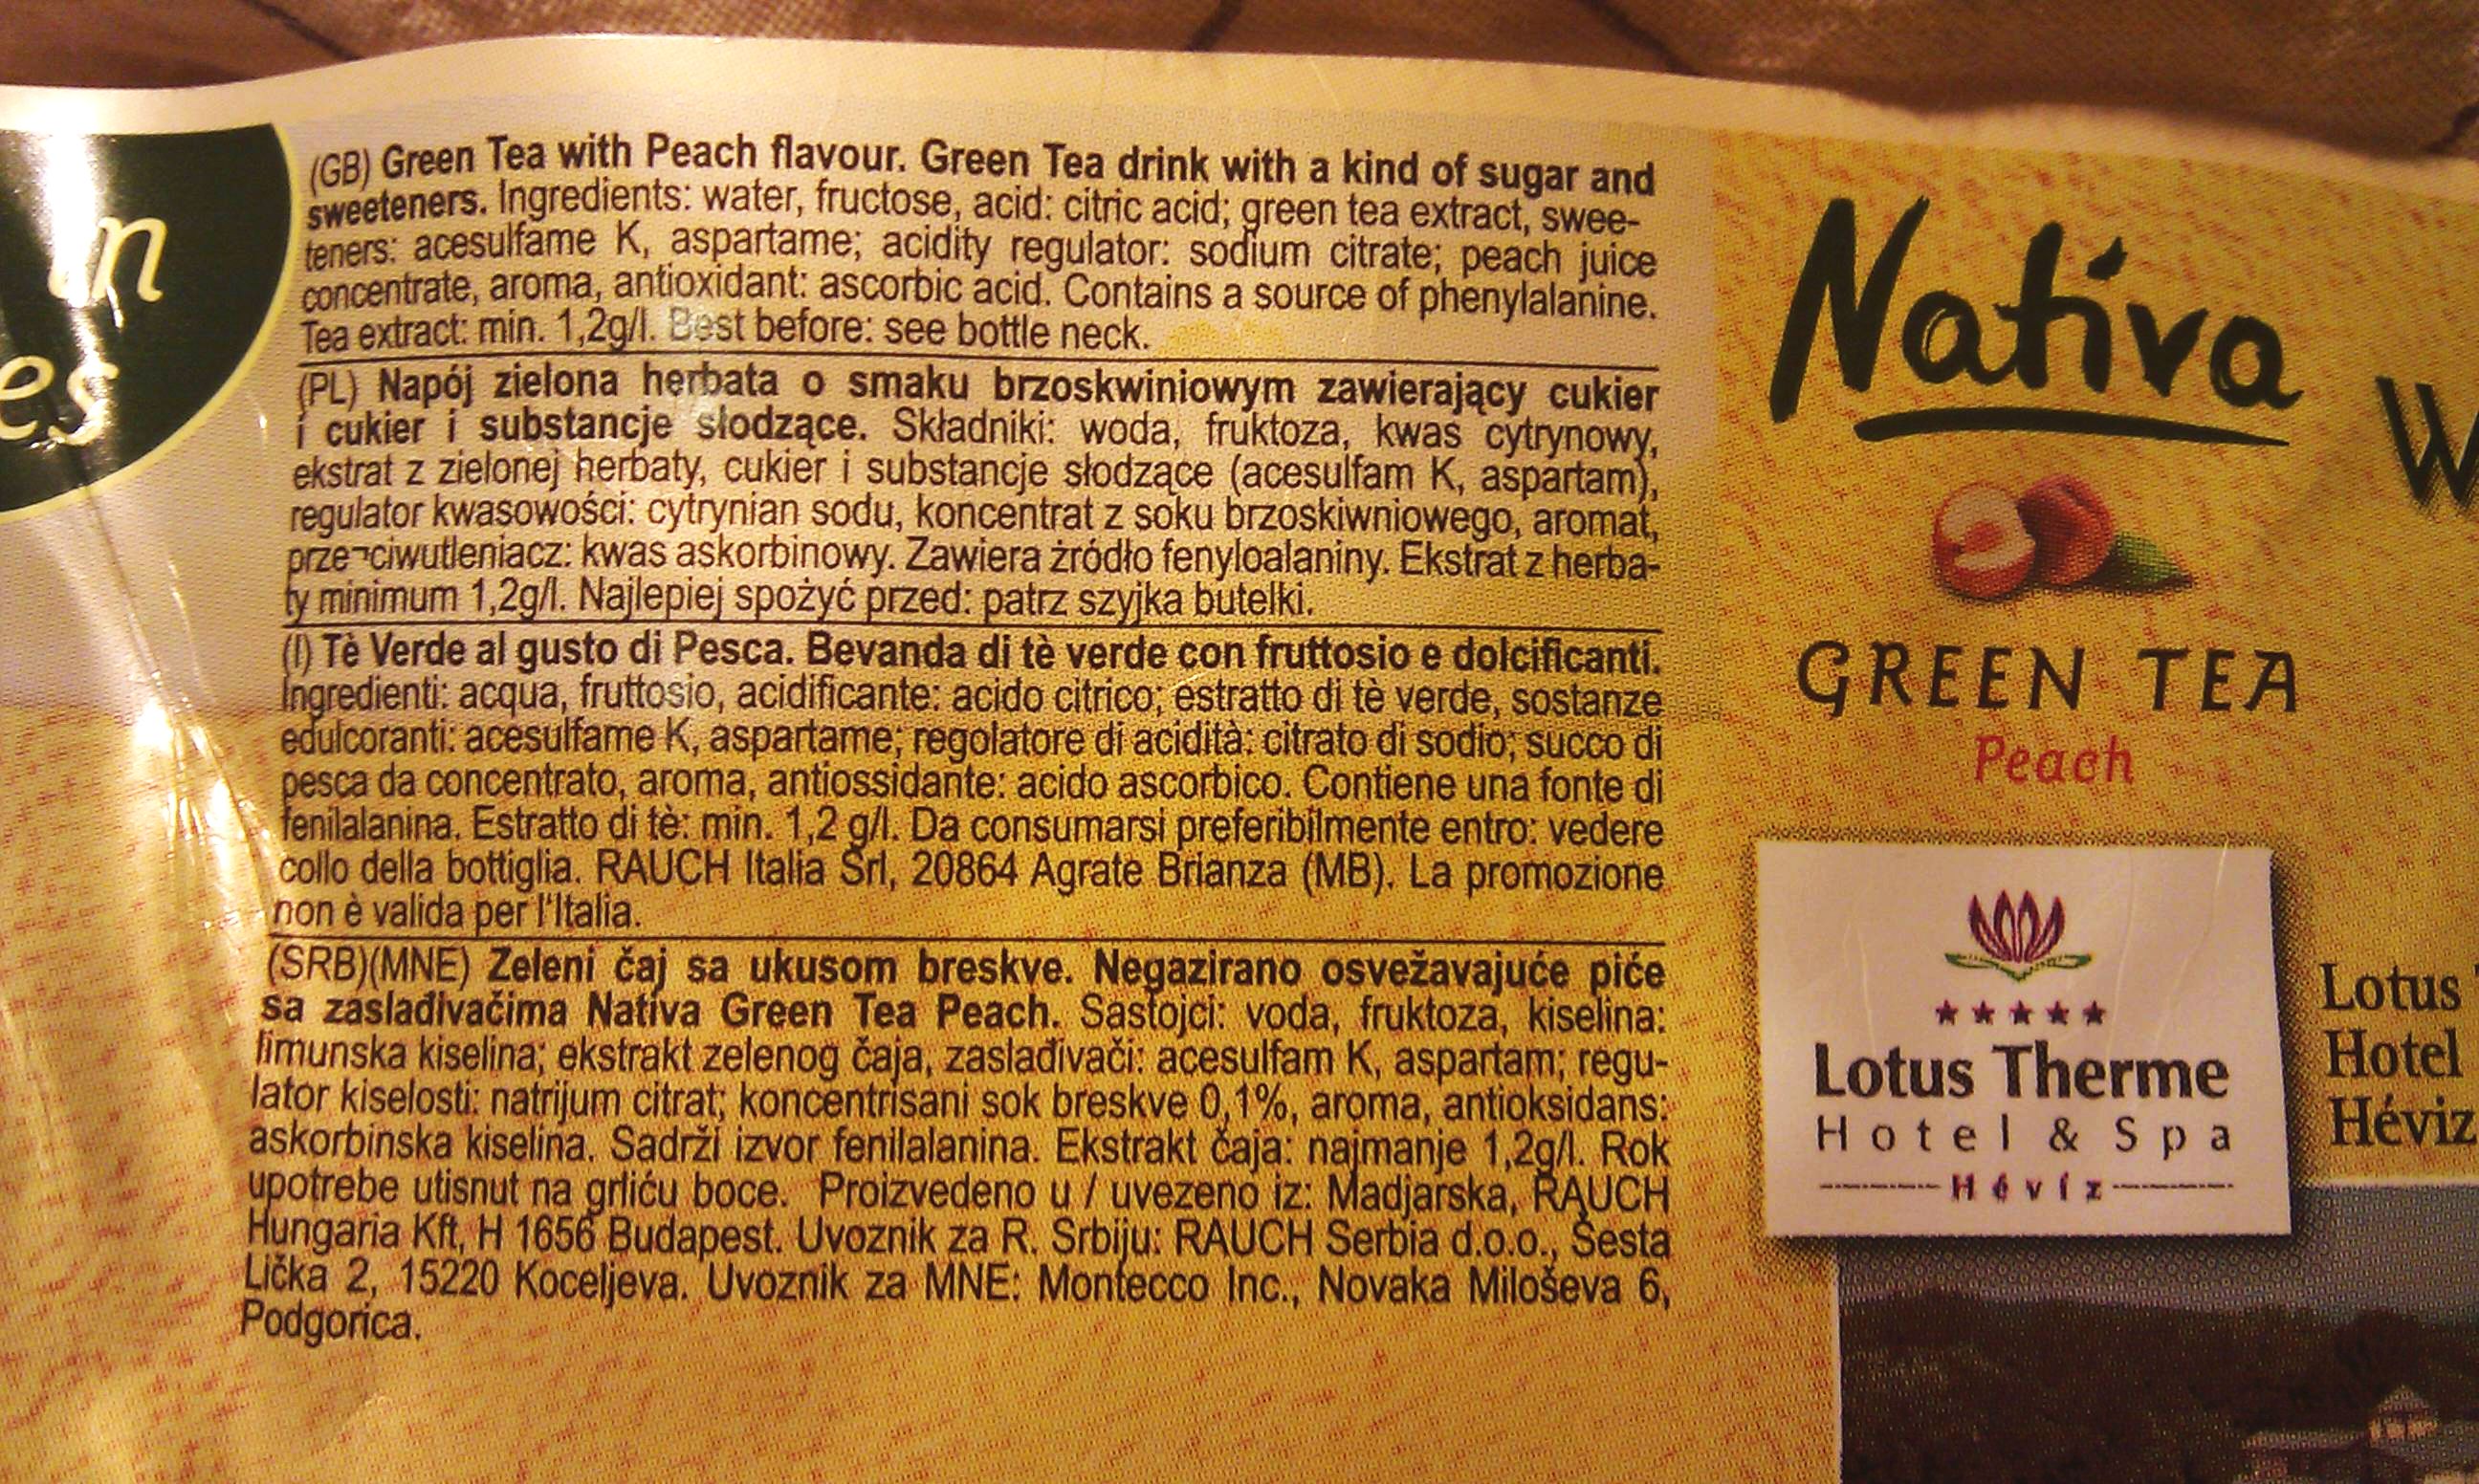 in
es
(GB) Green Tea with Peach flavour. Green Tea drink with a kind of sugar and
sweeteners. Ingredients: water, fructose, acid: citric acid; green tea extract, swee-
teners: acesulfame K, aspartame; acidity regulator: sodium citrate; peach juice
concentrate, aroma, antioxidant: ascorbic acid. Contains a source of phenylalanine.
Tea extract: min. 1,2g/l. Best before: see bottle neck.
(PL) Napój zielona herbata o smaku brzoskwiniowym zawierający cukier
i cukier i substancje słodzące. Składniki: woda, fruktoza, kwas cytrynowy,
ekstrat z zielonej herbaty, cukier i substancje słodzące (acesulfam K, aspartam),
regulator kwasowości: cytrynian sodu, koncentrat z soku brzoskiwniowego, aromat,
prze¬ciwutleniacz: kwas askorbinowy. Zawiera żródło fenyloalaniny. Ekstrat z herba-
ty minimum 1,2g/l. Najlepiej spożyć przed: patrz szyjka butelki.
(I) Tè Verde al gusto di Pesca. Bevanda di tè verde con fruttosio e dolcificanti.
Ingredienti: acqua, fruttosio, acidificante: acido citrico; estratto di tè verde, sostanze
edulcoranti: acesulfame K, aspartame; regolatore di acidità: citrato di sodio; succo di
pesca da concentrato, aroma, antiossidante: acido ascorbico. Contiene una fonte di
fenilalanina. Estratto di tè: min. 1,2 g/l. Da consumarsi preferibilmente entro: vedere
collo della bottiglia. RAUCH Italia Srl, 20864 Agrate Brianza (MB). La promozione
non è valida per l'Italia.
(SRB)(MNE) Zeleni čaj sa ukusom breskve. Negazirano osvežavajuće piće
sa zaslađivačima Nativa Green Tea Peach. Sastojci: voda, fruktoza, kiselina:
limunska kiselina; ekstrakt zelenog čaja, zaslađivači: acesulfam K, aspartam; regu-
lator kiselosti: natrijum citrat; koncentrisani sok breskve 0,1%, aroma, antioksidans:
askorbinska kiselina. Sadrži izvor fenilalanina. Ekstrakt čaja: najmanje 1,2g/l. Rok
upotrebe utisnut na grliću boce. Proizvedeno u / uvezeno iz: Madjarska, RAUCH
Hungaria Kft, H 1656 Budapest. Uvoznik za R. Srbiju: RAUCH Serbia d.o.o., Šesta
Lička 2, 15220 Koceljeva. Uvoznik za MNE: Montecco Inc., Novaka Miloševa 6,
Podgorica.
Nativa
GREEN TEA
Peach
Lotus Therme
Hotel & Spa
Hévíz
W
Lotus
Hotel
Héviz